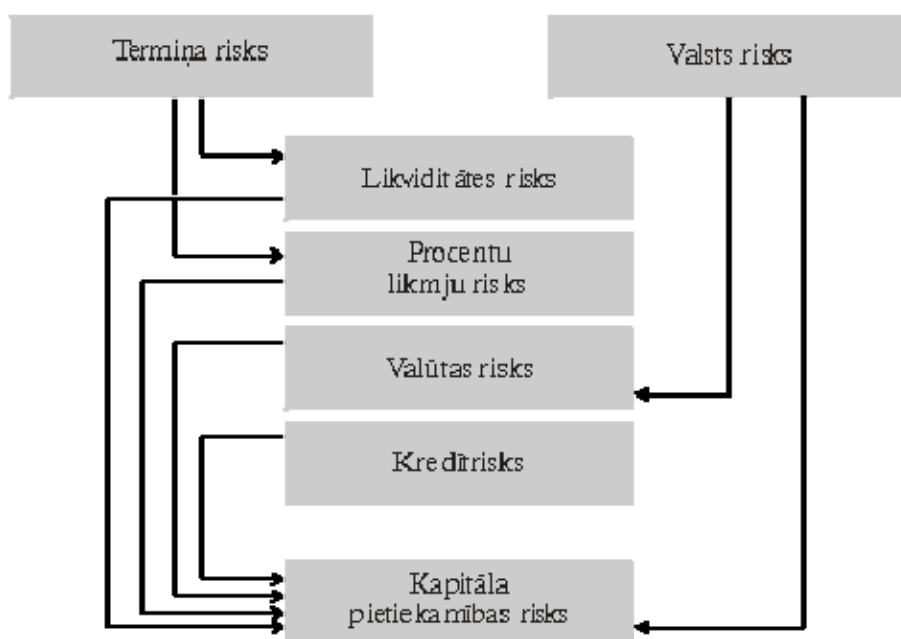 Termiņa risks
Valsts risks
Likviditātes risks
Procentu
likmju risks
Valūtas risks
Kredītrisks
Kapitāla
pietiekamības risks